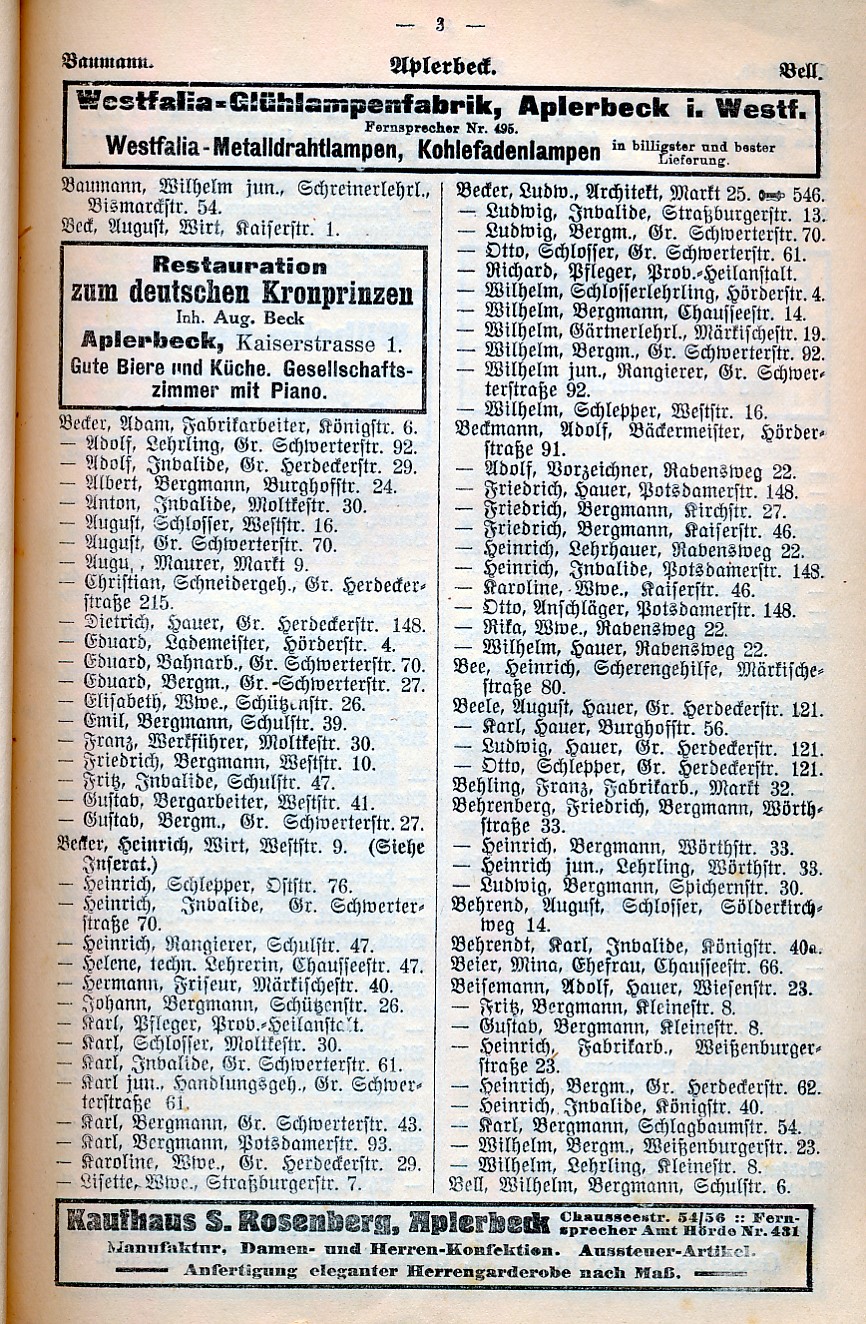 — 3 —
Baumann.
Aplerbeck.
Bell.
Westfalia-Glühlampenfabrik, Aplerbeck i. Westf.
Fernsprecher Nr. 495.
Westfalia-Metalldrahtlampen, Kohlefadenlampen in billigster und bester
Lieferung.
Baumann, Wilhelm jun., Schreinerlehrl.,
Bismarckstr. 54.
Beck, August, Wirt, Kaiserstr. 1.
Restauration
zum deutschen Kronprinzen
Inh. Aug. Beck
Aplerbeck, Kaiserstrasse 1.
Gute Biere und Küche. Gesellschafts-
zimmer mit Piano.
Becker, Adam, Fabrikarbeiter, Königstr. 6.
— Adolf, Lehrling, Gr. Schwerterstr. 92.
— Adolf, Invalide, Gr. Herdeckerstr. 29.
— Albert, Bergmann, Burghofstr. 24.
— Anton, Invalide, Moltkestr. 30.
— August, Schlosser, Weststr. 16.
— August, Gr. Schwerterstr. 70.
— Augu , Maurer, Markt 9.
— Christian, Schneidergeh., Gr. Herdecker-
straße 215.
— Dietrich, Hauer, Gr. Herdeckerstr. 148.
— Eduard, Lademeister, Hörderstr. 4.
— Eduard, Bahnarb., Gr. Schwerterstr. 70.
— Eduard, Bergm., Gr.-Schwerterstr. 27.
— Elisabeth, Wwe., Schützenstr. 26.
— Emil, Bergmann, Schulstr. 39.
— Franz, Werkführer, Moltkestr. 30.
— Friedrich, Bergmann, Weststr. 10.
— Fritz, Invalide, Schulstr. 47.
— Gustav, Bergarbeiter, Weststr. 41.
— Gustav, Bergm., Gr. Schwerterstr. 27.
Becker, Heinrich, Wirt, Weststr. 9. (Siehe
Inserat.)
— Heinrich, Schlepper, Oststr. 76.
— Heinrich, Invalide, Gr. Schwerter-
straße 70.
— Heinrich, Rangierer, Schulstr. 47.
— Helene, techn. Lehrerin, Chausseestr. 47.
— Hermann, Friseur, Märkischestr. 40.
— Johann, Bergmann, Schützenstr. 26.
— Karl, Pfleger, Prov.-Heilanstalt.
— Karl, Schlosser, Moltkestr. 30.
— Karl, Invalide, Gr. Schwerterstr. 61.
— Karl jun., Handlungsgeh., Gr. Schwer-
terstraße 61.
— Karl, Bergmann, Gr. Schwerterstr. 43.
— Karl, Bergmann, Potsdamerstr. 93.
— Karoline, Wwe., Gr. Herdeckerstr. 29.
— Lisette, Wwe., Straßburgerstr. 7.
Becker, Ludw., Architekt, Markt 25. 546.
— Ludwig, Invalide, Straßburgerstr. 13.
— Ludwig, Bergm., Gr. Schwerterstr. 70.
— Otto, Schlosser, Gr. Schwerterstr. 61.
— Richard, Pfleger, Prov.-Heilanstalt.
— Wilhelm, Schlosserlehrling, Hörderstr. 4.
— Wilhelm, Bergmann, Chausseestr. 14.
— Wilhelm, Gärtnerlehrl., Märkischestr. 19.
— Wilhelm, Bergm., Gr. Schwerterstr. 92.
— Wilhelm jun., Rangierer, Gr. Schwer-
terstraße 92.
— Wilhelm, Schlepper, Weststr. 16.
Beckmann, Adolf, Bäckermeister, Hörder-
straße 91.
— Adolf, Vorzeichner, Rabensweg 22.
— Friedrich, Hauer, Potsdamerstr. 148.
— Friedrich, Bergmann, Kirchstr. 27.
— Friedrich, Bergmann, Kaiserstr. 46.
— Heinrich, Lehrhauer, Rabensweg 22.
— Heinrich, Invalide, Potsdamerstr. 148.
— Karoline, Wwe., Kaiserstr. 46.
— Otto, Anschläger, Potsdamerstr. 148.
— Rika, Wwe., Rabensweg 22.
— Wilhelm, Hauer, Rabensweg 22.
Bee, Heinrich, Scherengehilfe, Märkische-
straße 80.
Beele, August, Hauer, Gr. Herdeckerstr. 121.
— Karl, Hauer, Burghofstr. 56.
— Ludwig, Hauer, Gr. Herdeckerstr. 121.
— Otto, Schlepper, Gr. Herdeckerstr. 121.
Behling, Franz, Fabrikarb., Markt 32.
Behrenberg, Friedrich, Bergmann, Wörth-
straße 33.
— Heinrich, Bergmann, Wörthstr. 33.
— Heinrich jun., Lehrling, Wörthstr. 33.
— Ludwig, Bergmann, Spichernstr. 30.
Behrend, August, Schlosser, Sölderkirch-
weg 14.
Behrendt, Karl, Invalide, Königstr. 40a.
Beier, Mina, Ehefrau, Chausseestr. 66.
Beisemann, Adolf, Hauer, Wiesenstr. 23.
— Fritz, Bergmann, Kleinestr. 8.
— Gustav, Bergmann, Kleinestr. 8.
— Heinrich, Fabrikarb., Weißenburger-
straße 23.
— Heinrich, Bergm., Gr. Herdeckerstr. 62.
— Heinrich, Invalide, Königstr. 40.
— Karl, Bergmann, Schlagbaumstr. 54.
— Wilhelm, Bergm., Weißenburgerstr. 23.
— Wilhelm, Lehrling, Kleinestr. 8.
Bell, Wilhelm, Bergmann, Schulstr. 6.
Kaufhaus S. Rosenberg, Aplerbeck Chausseestr. 54/56 :: Fern-
sprecher Amt Hörde Nr. 431
Manufaktur, Damen- und Herren-Konfektion. Aussteuer-Artikel.
Anfertigung eleganter Herrengarderobe nach Maß.